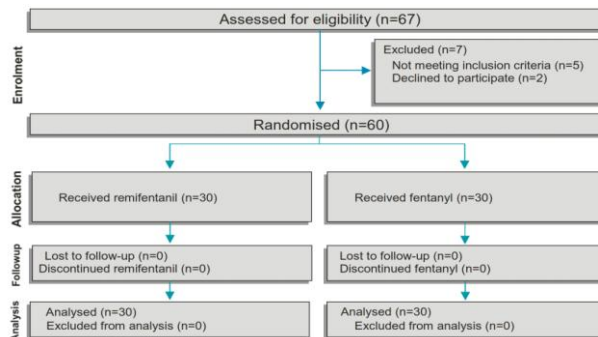 Assessed for eligibility (n=67)
Enrolment
Excluded (n=7)
Not meeting inclusion criteria (n=5)
Declined to participate (n=2)
Randomised (n=60)
Allocation
Received remifentanil (n=30)
Received fentanyl (n=30)
Followup
Lost to follow-up (n=0)
Discontinued remifentanil (n=0)
Lost to follow-up (n=0)
Discontinued fentanyl (n=0)
Analysis
Analysed (n=30)
Excluded from analysis (n=0)
Analysed (n=30)
Excluded from analysis (n=0)